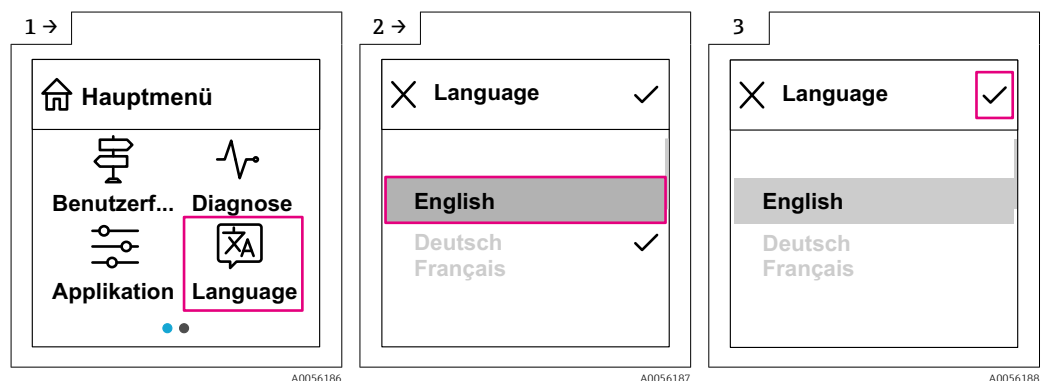 1 →
Hauptmenü
Benutzerf... Diagnose
Applikation Language
A0056186
2 →
Language
English
Deutsch
Français
A0056187
3
Language
English
Deutsch
Français
A0056188